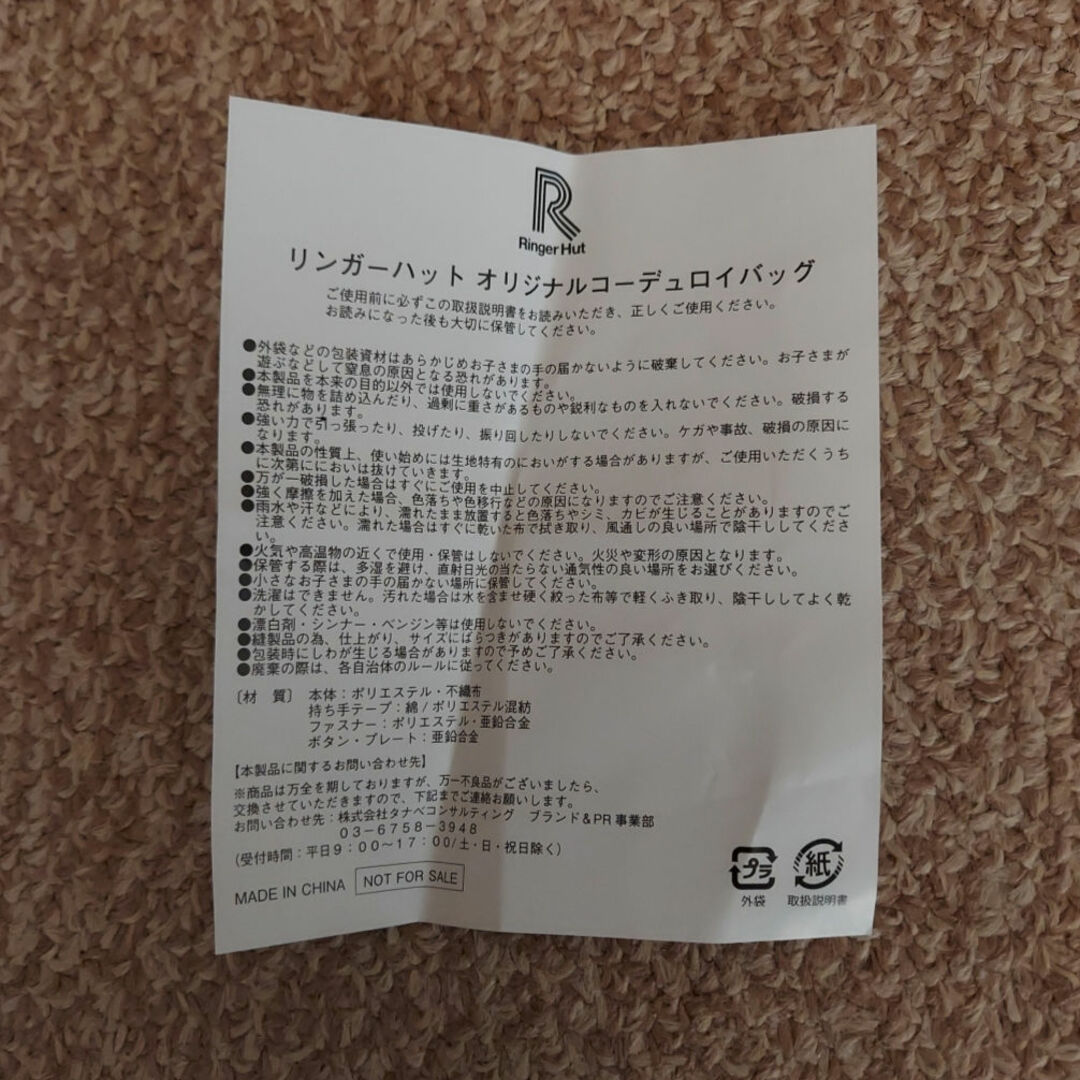 R
Ringer Hut
リンガーハット オリジナルコーデュロイバッグ
ご使用前に必ずこの取扱説明書をお読みいただき、正しくご使用ください。
お読みになった後も大切に保管してください。
●外袋などの包装資材はあらかじめお子さまの手の届かないように破棄してください。お子さまが
遊ぶなどして窒息の原因となる恐れがあります。
●本製品を本来の目的以外では使用しないでください。
●無理に物を詰め込んだり、過剰に重さがあるものや鋭利なものを入れないでください。破損する
恐れがあります。
●強い力で引っ張ったり、投げたり、振り回したりしないでください。ケガや事故、破損の原因に
なります。
●本製品の性質上、使い始めには生地特有のにおいがする場合がありますが、ご使用いただくうち
に次第ににおいは抜けていきます。
●万が一破損した場合はすぐにご使用を中止してください。
●強く摩擦を加えた場合、色落ちや色移行などの原因になりますのでご注意ください。
●雨水や汗などにより、濡れたまま放置すると色落ちやシミ、カビが生じることがありますのでご
注意ください。濡れた場合はすぐに乾いた布で拭き取り、風通しの良い場所で陰干ししてくださ
い。
●火気や高温物の近くで使用・保管はしないでください。火災や変形の原因となります。
●保管する際は、多湿を避け、直射日光の当たらない通気性の良い場所をお選びください。
●小さなお子さまの手の届かない場所に保管してください。
●洗濯はできません。汚れた場合は水を含ませ硬く絞った布等で軽くふき取り、陰干ししてよく乾
かしてください。
●漂白剤・シンナー・ベンジン等は使用しないでください。
●縫製品の為、仕上がり、サイズにばらつきがありますのでご了承ください。
●包装時にしわが生じる場合がありますので予めご了承ください。
●廃棄の際は、各自治体のルールに従ってください。
〔材 質〕 本体：ポリエステル・不織布
持ち手テープ：綿/ポリエステル混紡
ファスナー：ポリエステル・亜鉛合金
ボタン・プレート：亜鉛合金
【本製品に関するお問い合わせ先】
※商品は万全を期しておりますが、万一不良品がございましたら、
交換させていただきますので、下記までご連絡お願いします。
お問い合わせ先：株式会社タナベコンサルティング ブランド＆PR事業部
03-6758-3948
（受付時間：平日9：00～17：00/土・日・祝日除く）
MADE IN CHINA NOT FOR SALE
プラ 紙
外袋 取扱説明書